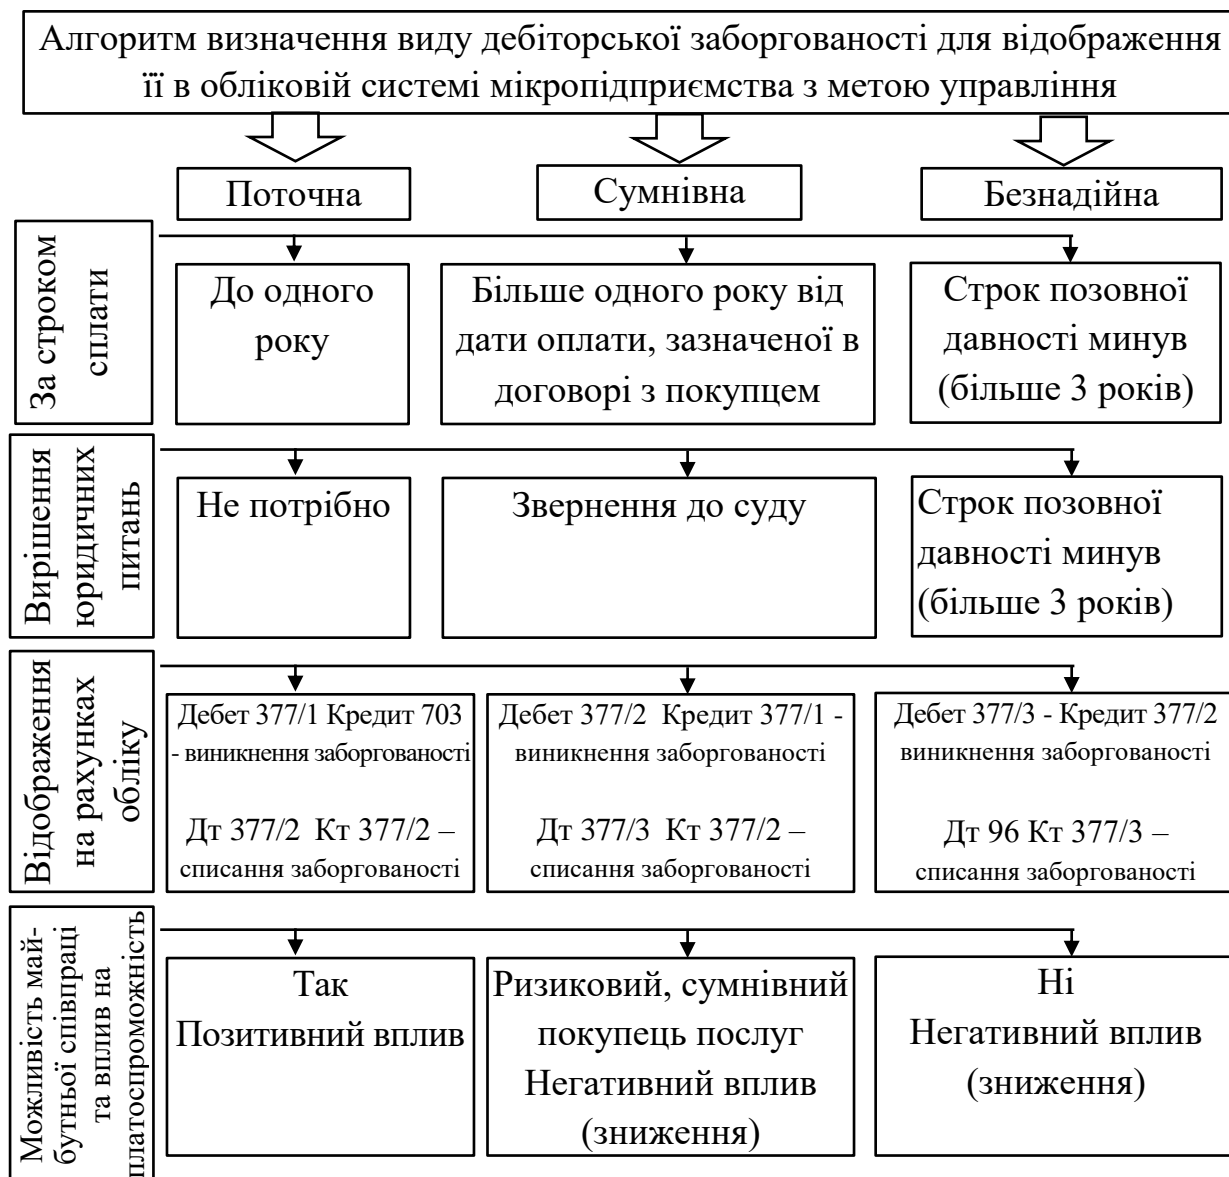 Алгоритм визначення виду дебіторської заборгованості для відображення
її в обліковій системі мікропідприємства з метою управління
Поточна
Сумнівна
Безнадійна
За строком
сплати
До одного
року
Більше одного року від
дати оплати, зазначеної в
договорі з покупцем
Строк позовної
давності минув
(більше 3 років)
Вирішення
юридичних
питань
Не потрібно
Звернення до суду
Строк позовної
давності минув
(більше 3 років)
Відображення
на рахунках
обліку
Дебет 377/1 Кредит 703
- виникнення заборгованості
Дт 377/2 Кт 377/2 –
списання заборгованості
Дебет 377/2 Кредит 377/1 -
виникнення заборгованості
Дт 377/3 Кт 377/2 –
списання заборгованості
Дебет 377/3 - Кредит 377/2
виникнення заборгованості
Дт 96 Кт 377/3 –
списання заборгованості
Можливість май-
бутньої співпраці
та вплив на
платоспроможність
Так
Позитивний вплив
Ризиковий, сумнівний
покупець послуг
Негативний вплив
(зниження)
Ні
Негативний вплив
(зниження)